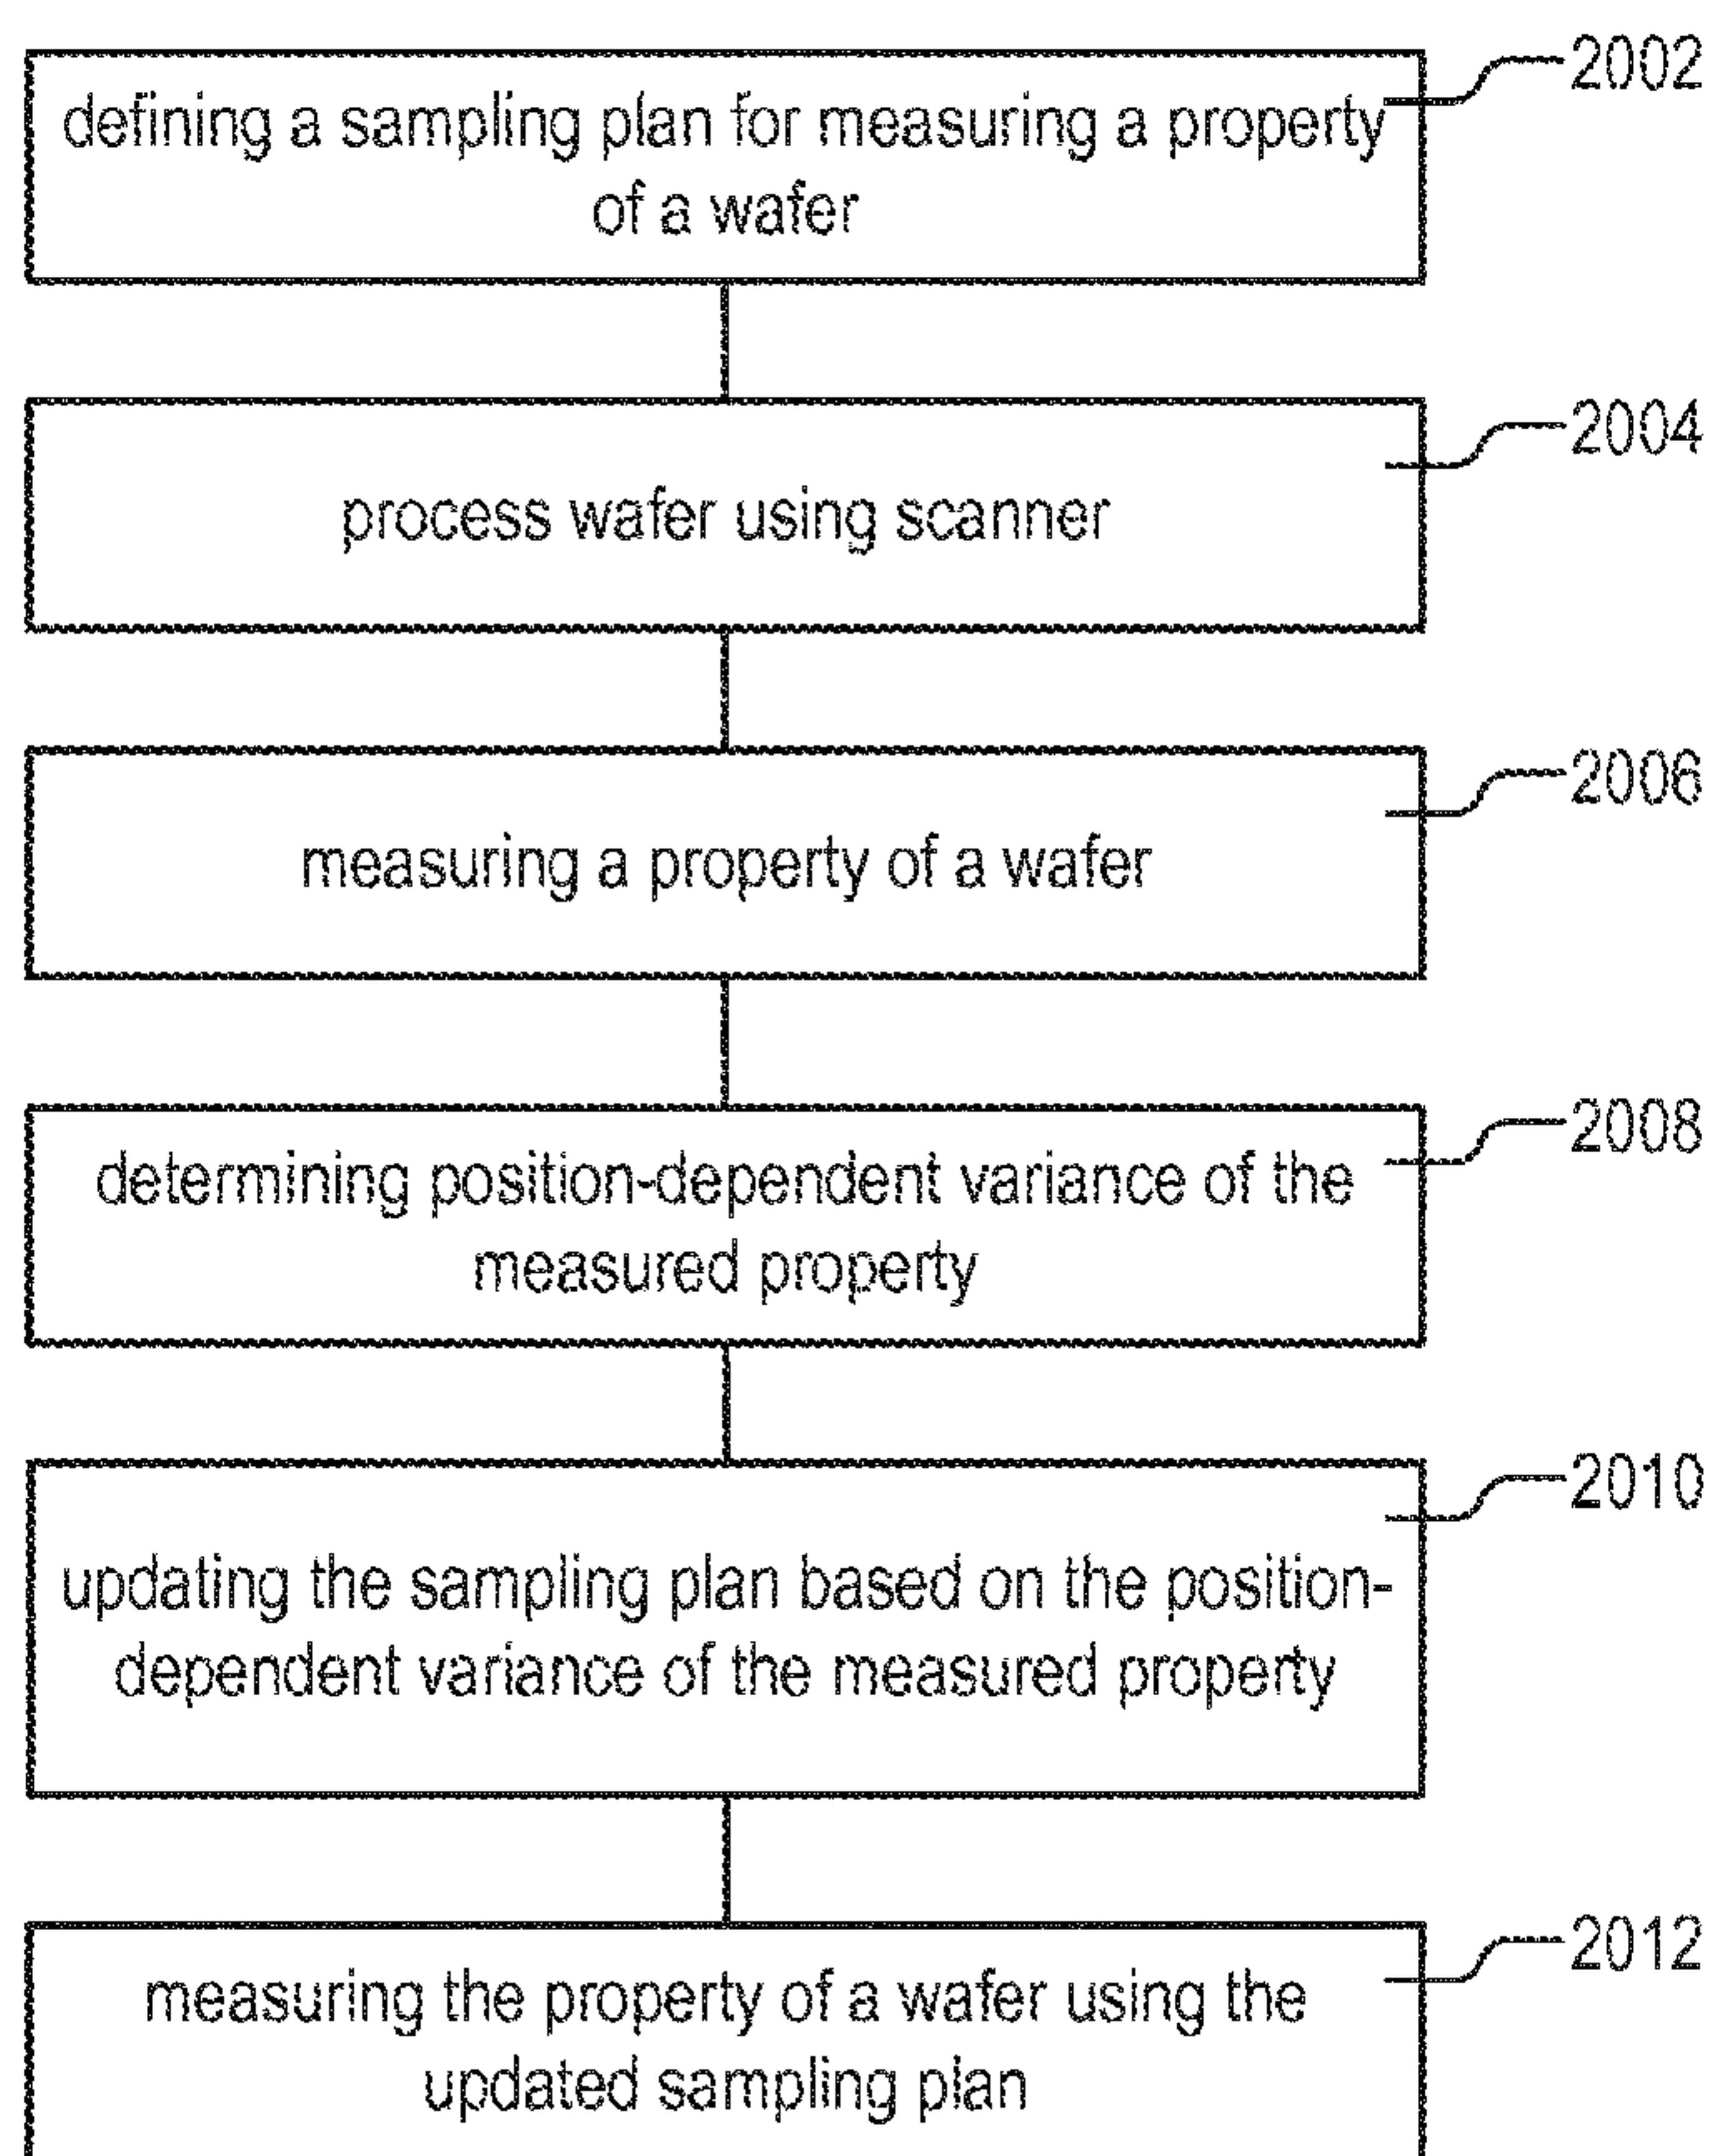 2002
defining a sampling plan for measuring a property
of a wafer
2004
process wafer using scanner
2006
measuring a property of a wafer
2008
determining position-dependent variance of the
measured property
2010
updating the sampling plan based on the position-
dependent variance of the measured property
2012
measuring the property of a wafer using the
updated sampling plan